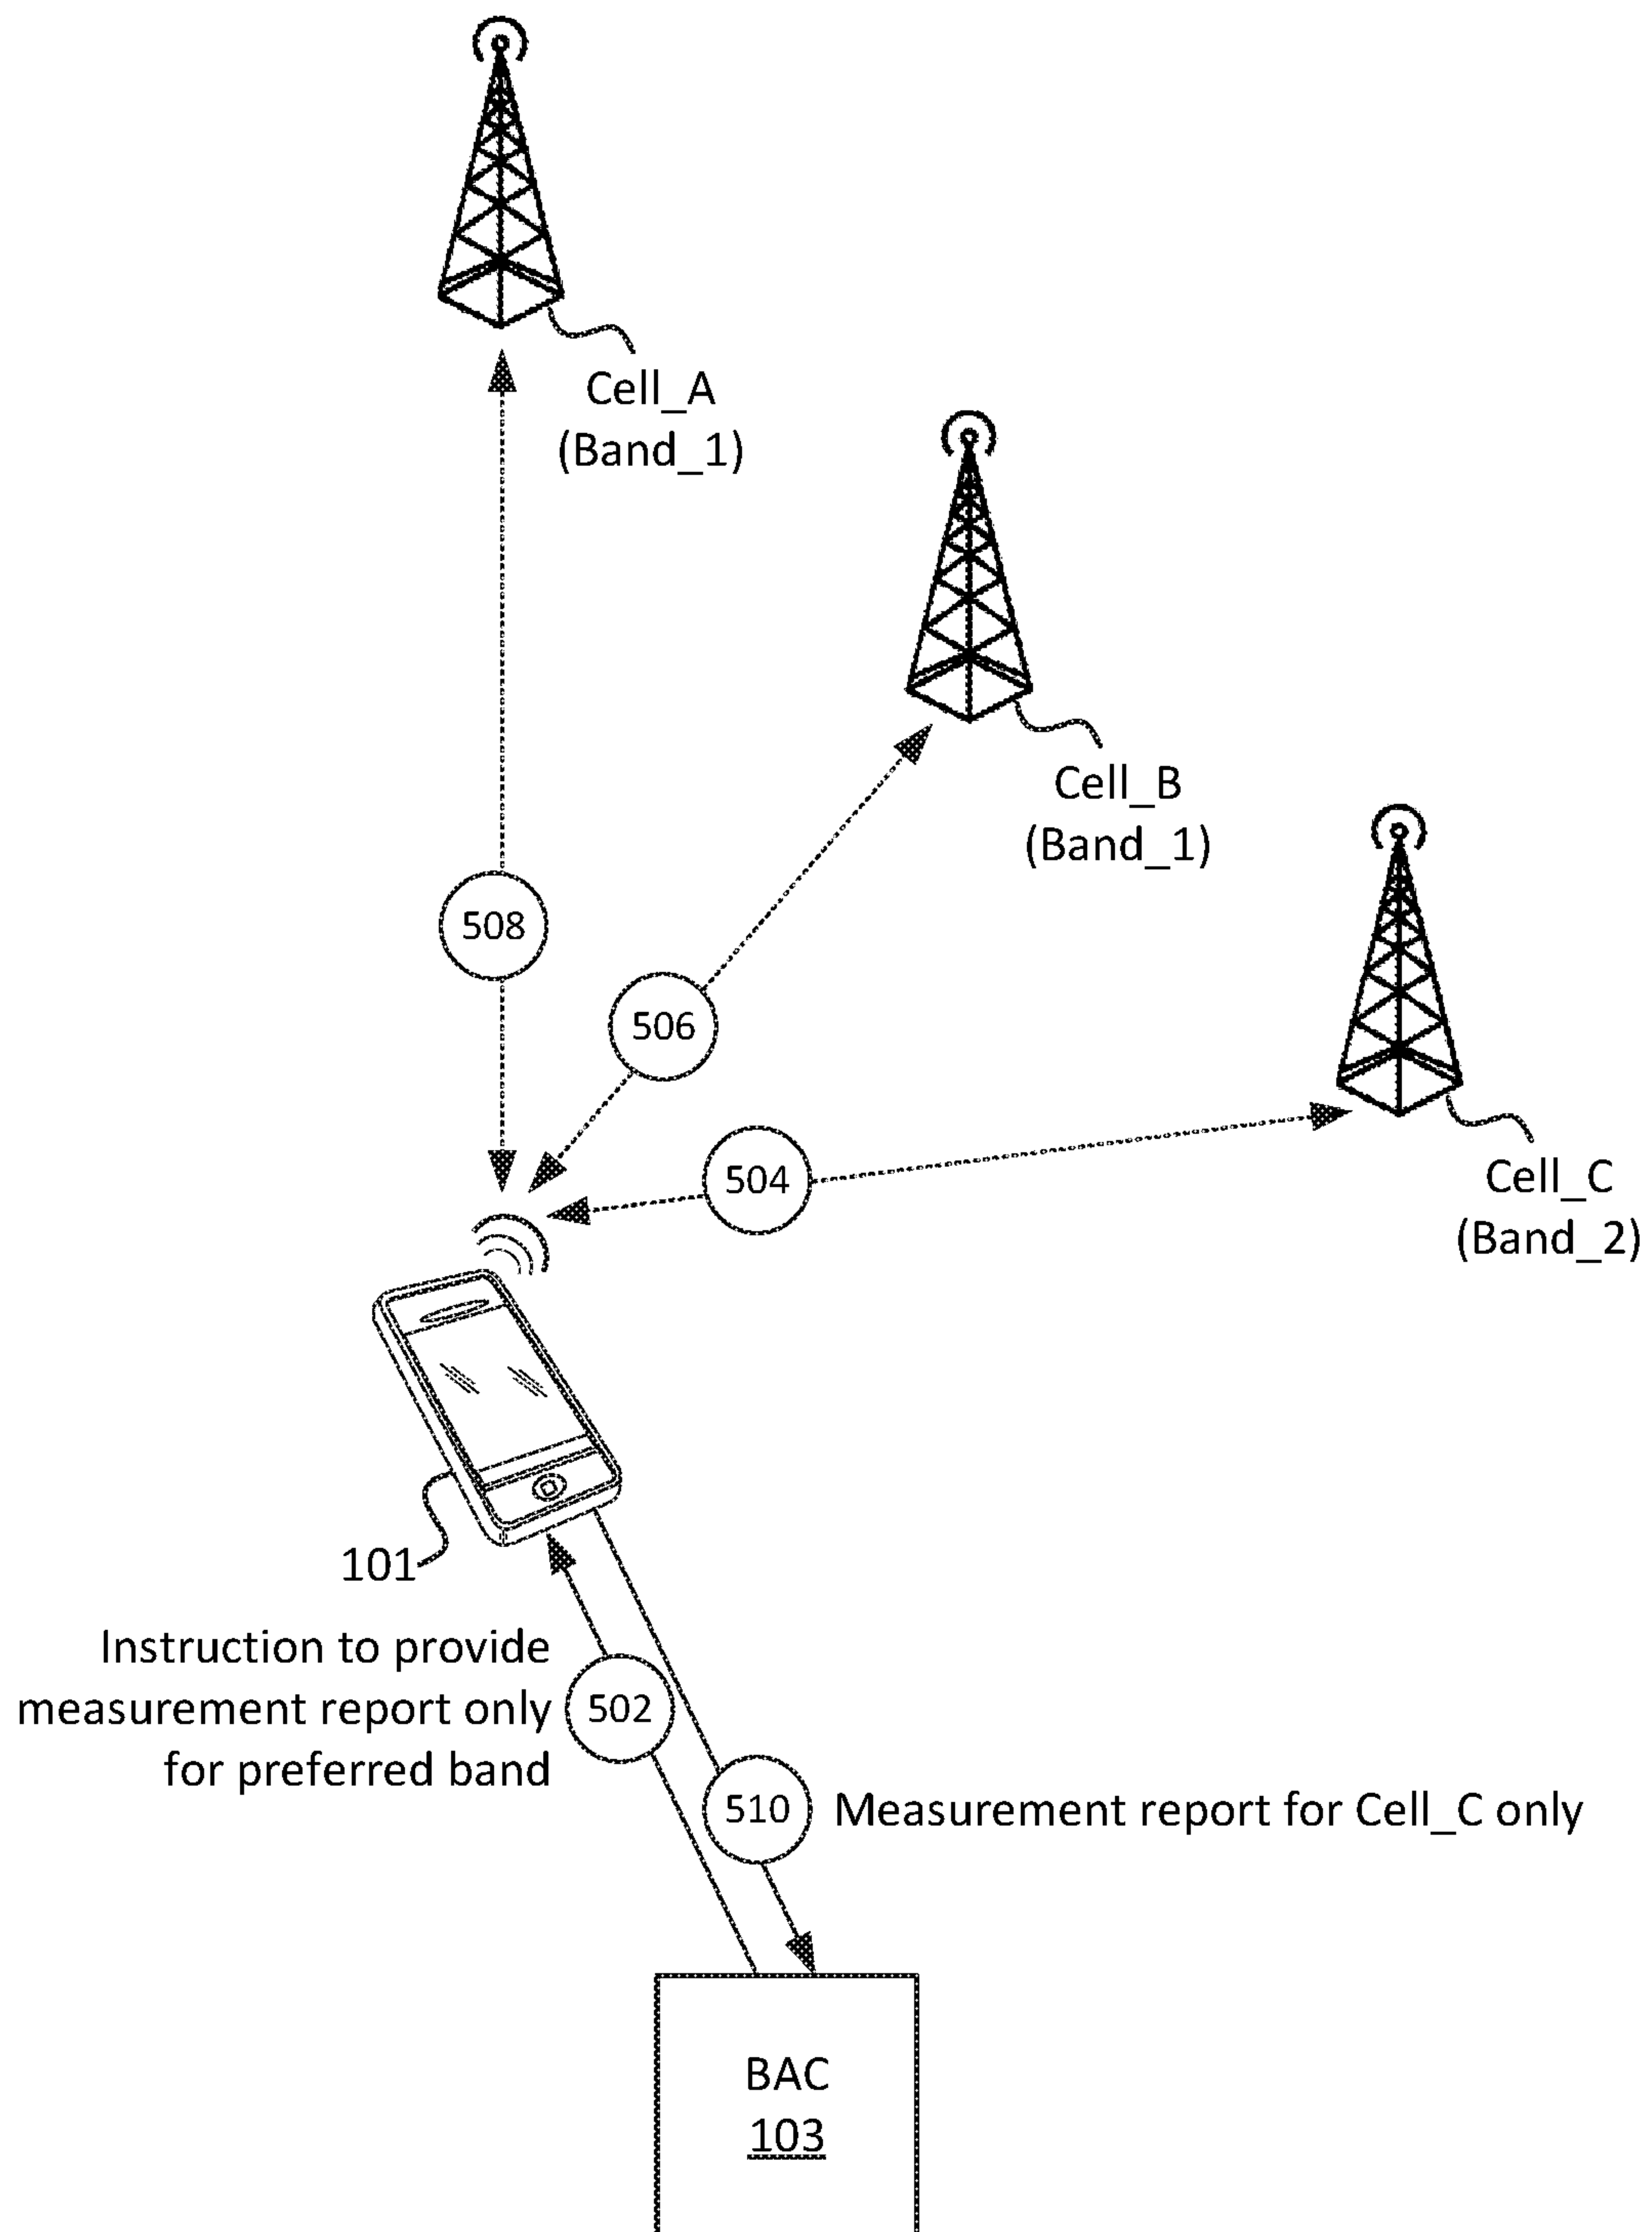 Cell_A
(Band_1)
Cell_B
(Band_1)
508
506
504
Cell_C
(Band_2)
101
Instruction to provide
measurement report only
for preferred band
502
510
Measurement report for Cell_C only
BAC
103